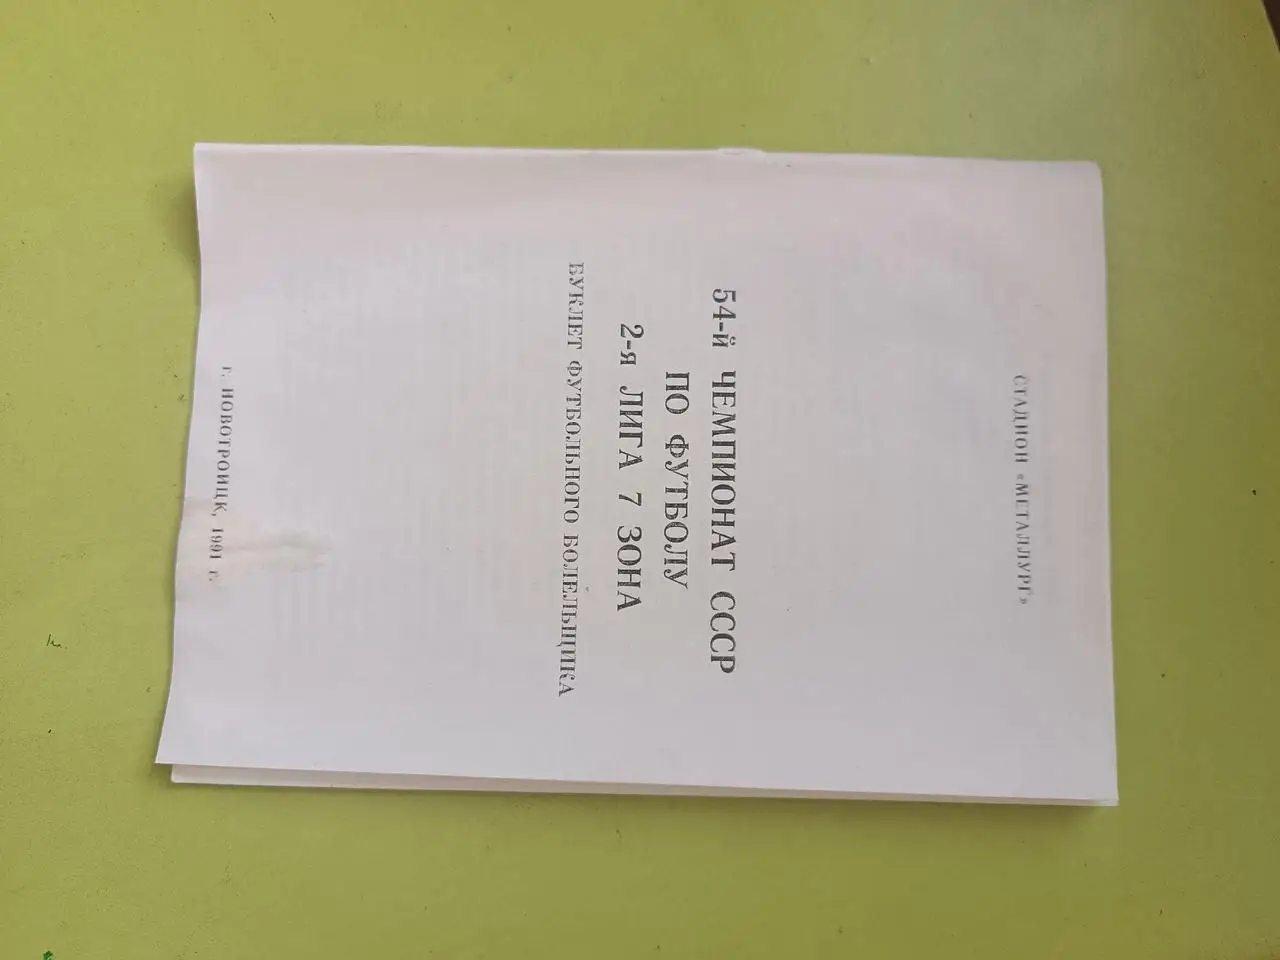 СТАДИОН «МЕТАЛЛУРГ»
54-й ЧЕМПИОНАТ СССР
ПО ФУТБОЛУ
2-я ЛИГА 7 ЗОНА
БУКЛЕТ ФУТБОЛЬНОГО БОЛЕЛЬЩИКА
г. НОВОТРОИЦК, 1991 г.